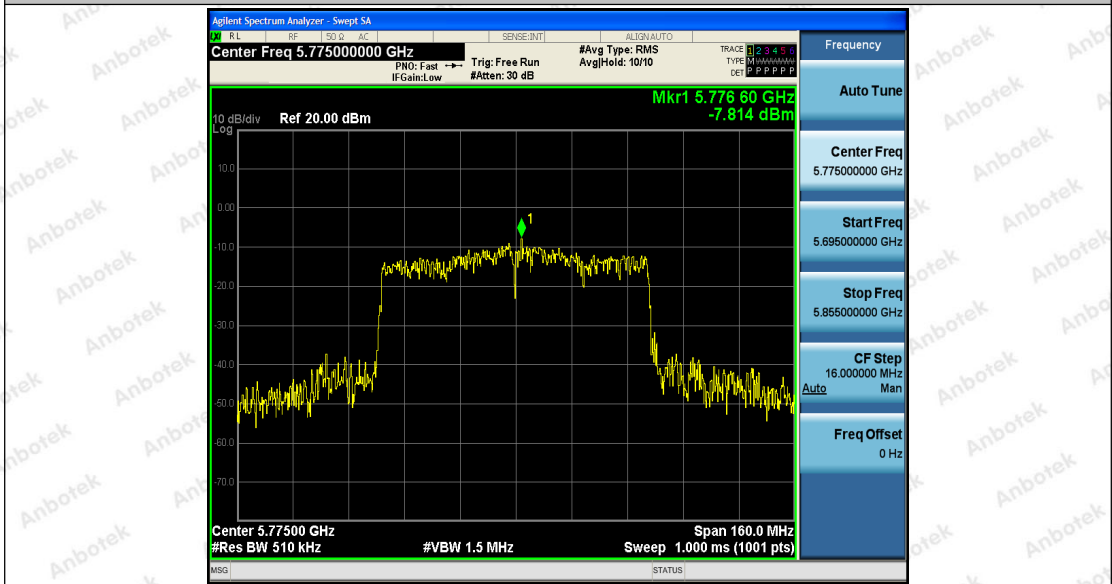 Agilent Spectrum Analyzer - Swept SA
LXI RL RF 50 Ω AC SENSE:INT ALIGNAUTO
Center Freq 5.775000000 GHz
PNO: Fast
IFGain:Low
Trig: Free Run
#Atten: 30 dB
#Avg Type: RMS
Avg|Hold: 10/10
TRACE 1 2 3 4 5 6
TYPE M
DET P P P P P P
Mkr1 5.776 60 GHz
-7.814 dBm
10 dB/div Ref 20.00 dBm
Log
10.0
0.00
-10.0
-20.0
-30.0
-40.0
-50.0
-60.0
-70.0
1
Center 5.77500 GHz Span 160.0 MHz
#Res BW 510 kHz #VBW 1.5 MHz Sweep 1.000 ms (1001 pts)
MSG STATUS
Frequency
Auto Tune
Center Freq
5.775000000 GHz
Start Freq
5.695000000 GHz
Stop Freq
5.855000000 GHz
CF Step
16.000000 MHz
Auto Man
Freq Offset
0 Hz
Anbotek